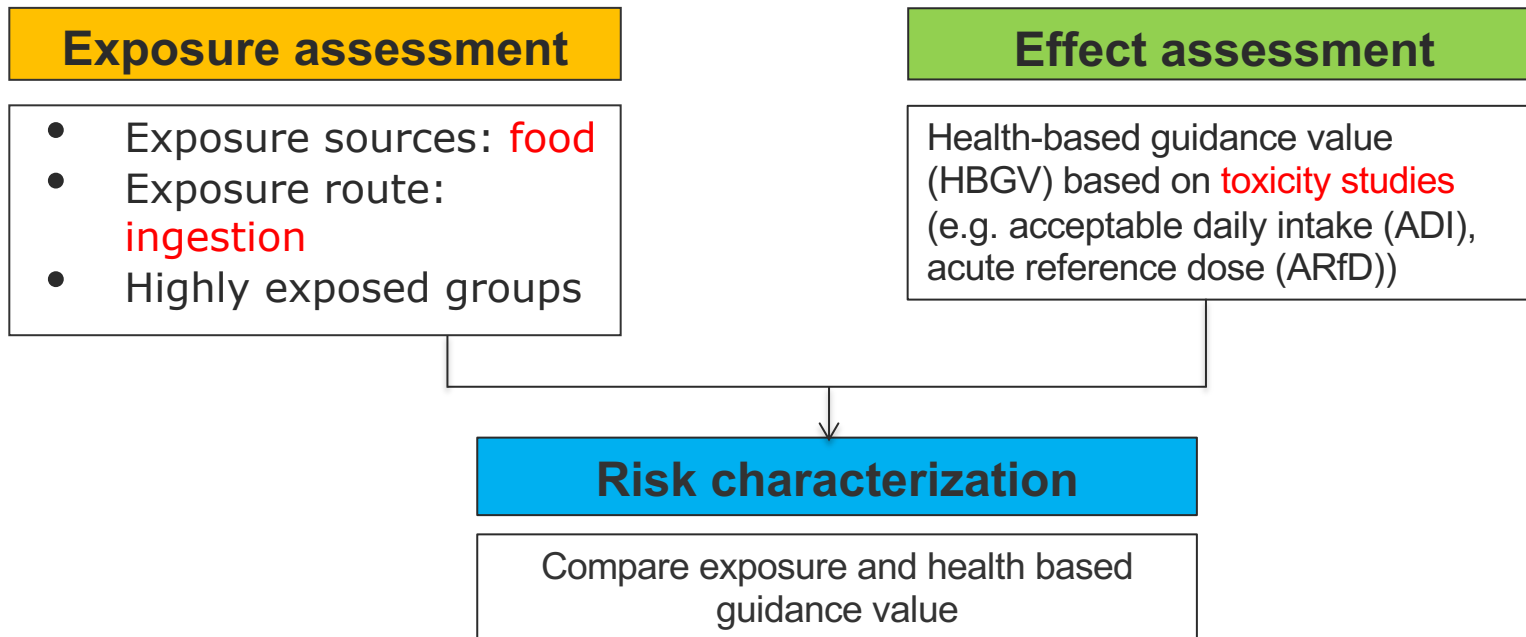 Exposure assessment
• Exposure sources: food
• Exposure route:
ingestion
• Highly exposed groups
Effect assessment
Health-based guidance value
(HBGV) based on toxicity studies
(e.g. acceptable daily intake (ADI),
acute reference dose (ARfD))
Risk characterization
Compare exposure and health based
guidance value